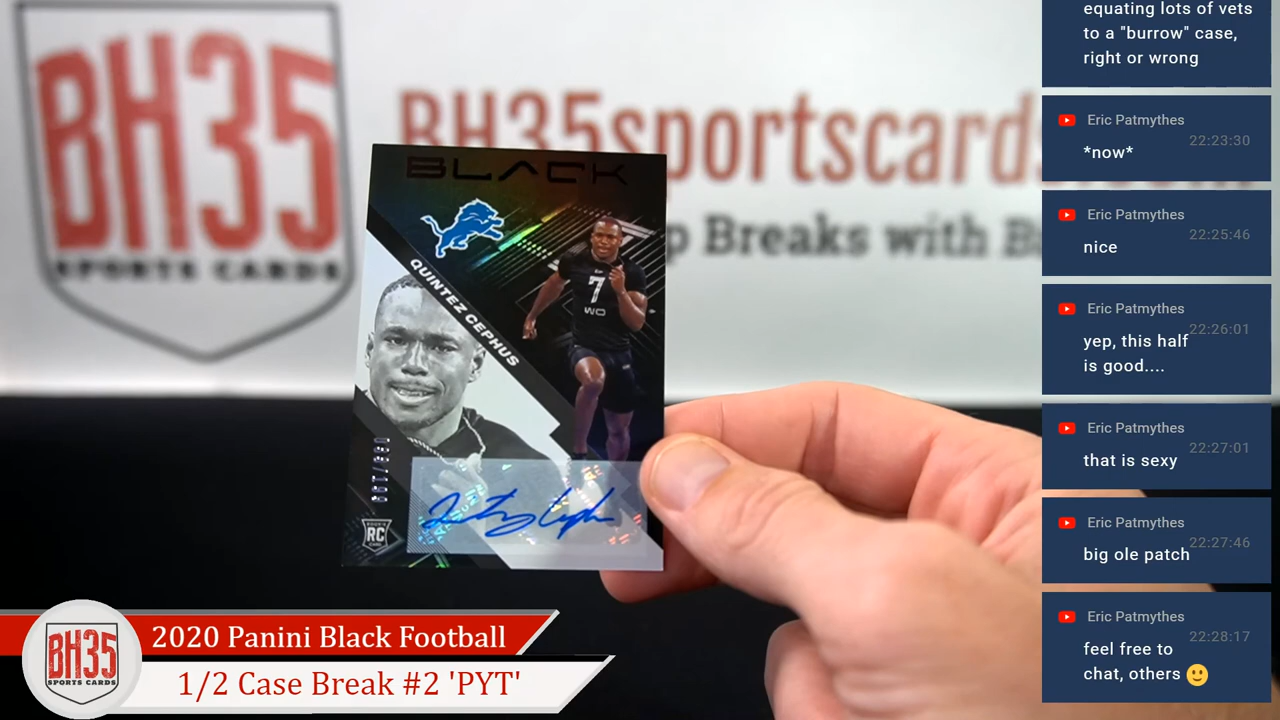 BH35
SPORTS CARDS
BH35sportscards
p Breaks with B
BLACK
QUINTEZ CEPHUS
7
WO
ROOKIE
RC
2020 Panini Black Football
1/2 Case Break #2 'PYT'
BH35
SPORTS CARDS
equating lots of vets
to a "burrow" case,
right or wrong
Eric Patmythes
22:23:30
*now*
Eric Patmythes
22:25:46
nice
Eric Patmythes
22:26:01
yep, this half
is good....
Eric Patmythes
22:27:01
that is sexy
Eric Patmythes
22:27:46
big ole patch
Eric Patmythes
22:28:17
feel free to
chat, others 🙂